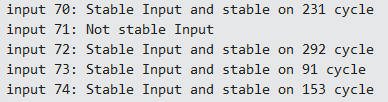 input 70: Stable Input and stable on 231 cycle
input 71: Not stable Input
input 72: Stable Input and stable on 292 cycle
input 73: Stable Input and stable on 91 cycle
input 74: Stable Input and stable on 153 cycle